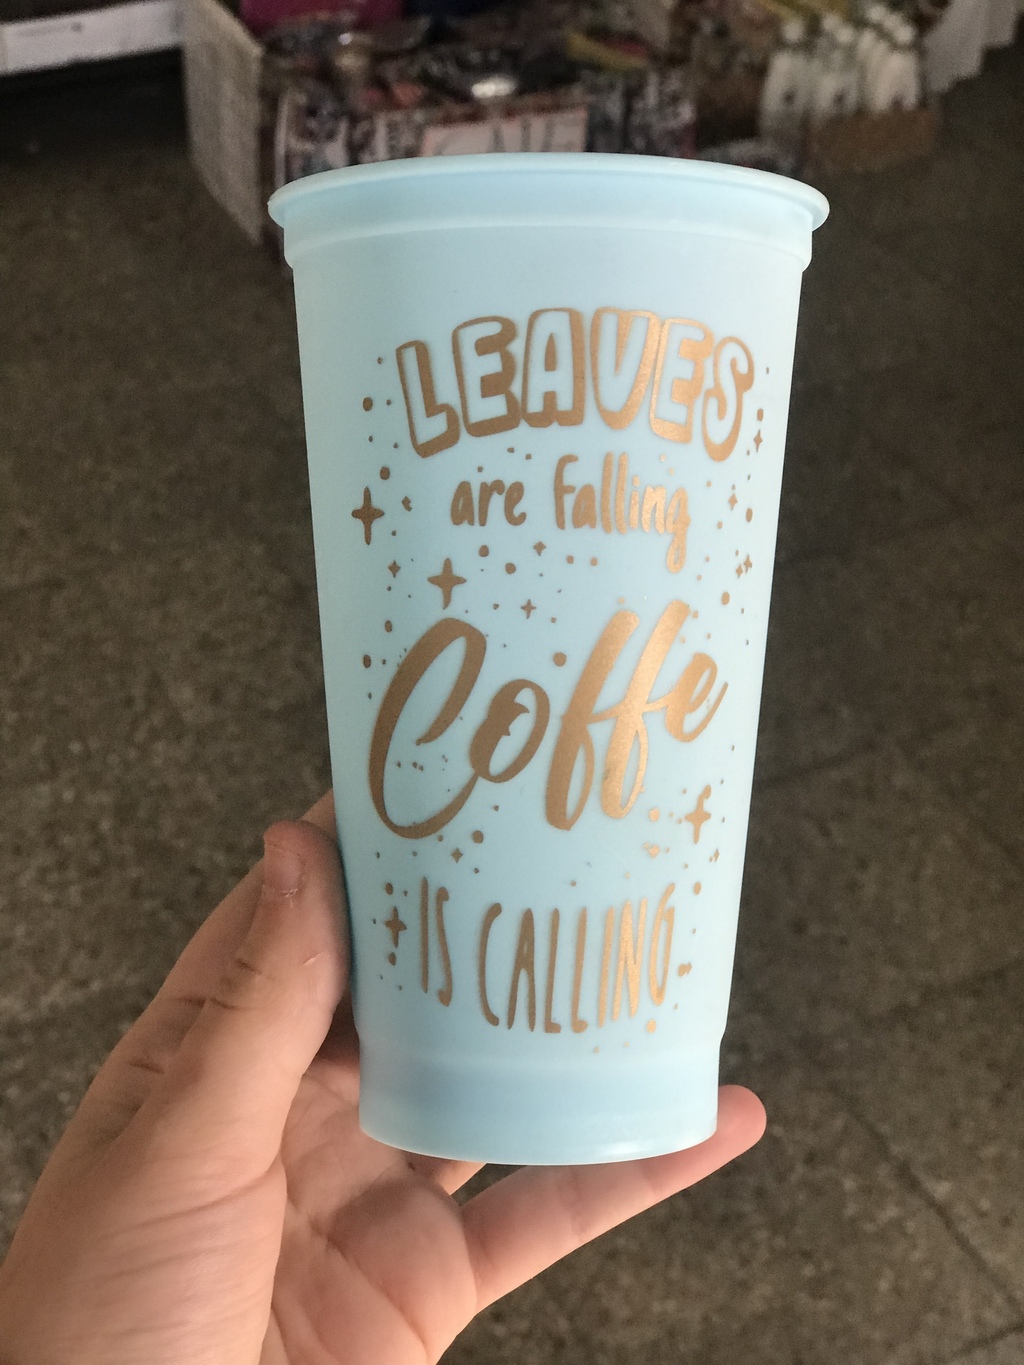 LEAVES
are falling
Coffe
IS CALLING